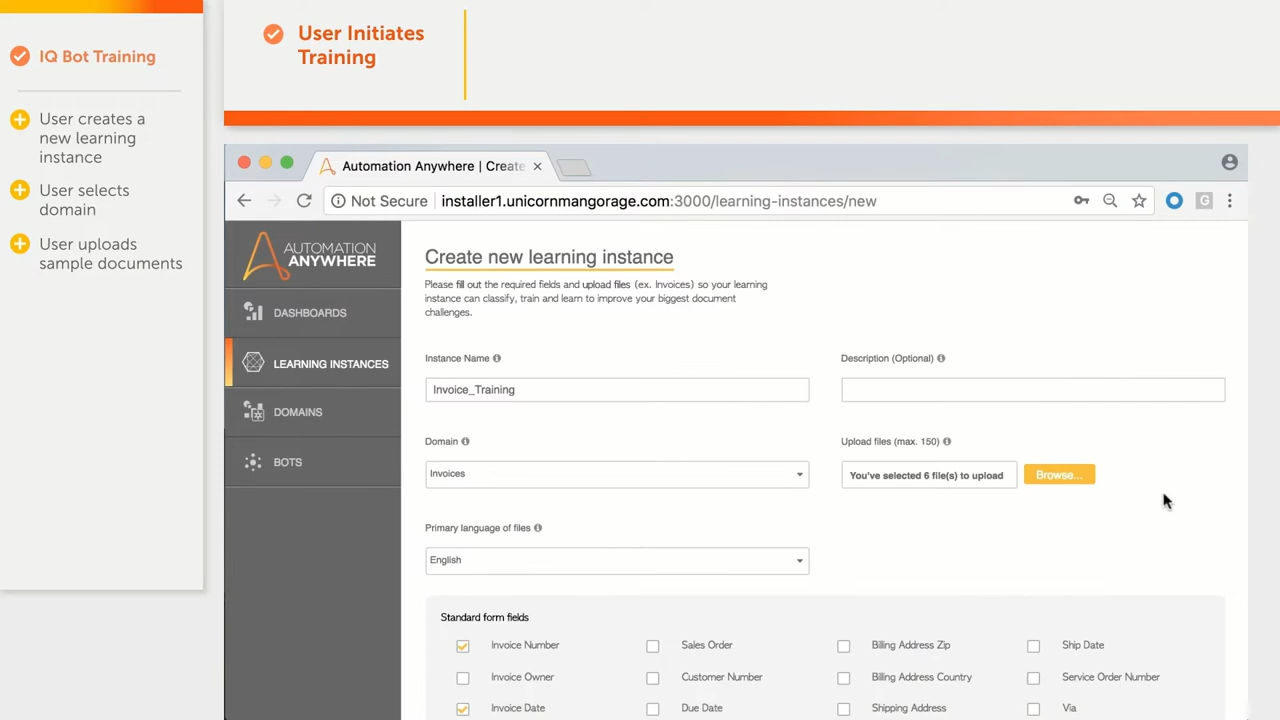 IQ Bot Training
User creates a
new learning
instance
User selects
domain
User uploads
sample documents
User Initiates
Training
Automation Anywhere | Create
Not Secure
installer1.unicornmangorage.com:3000/learning-instances/new
G
AUTOMATION
ANYWHERE
DASHBOARDS
LEARNING INSTANCES
DOMAINS
BOTS
Create new learning instance
Please fill out the required fields and upload files (ex. Invoices) so your learning
instance can classify, train and learn to improve your biggest document
challenges.
Instance Name
Description (Optional)
Invoice_Training
Domain
Upload files (max. 150)
Invoices
You've selected 6 file(s) to upload
Browse...
Primary language of files
English
Standard form fields
Invoice Number
Sales Order
Billing Address Zip
Ship Date
Invoice Owner
Customer Number
Billing Address Country
Service Order Number
Invoice Date
Due Date
Shipping Address
Via